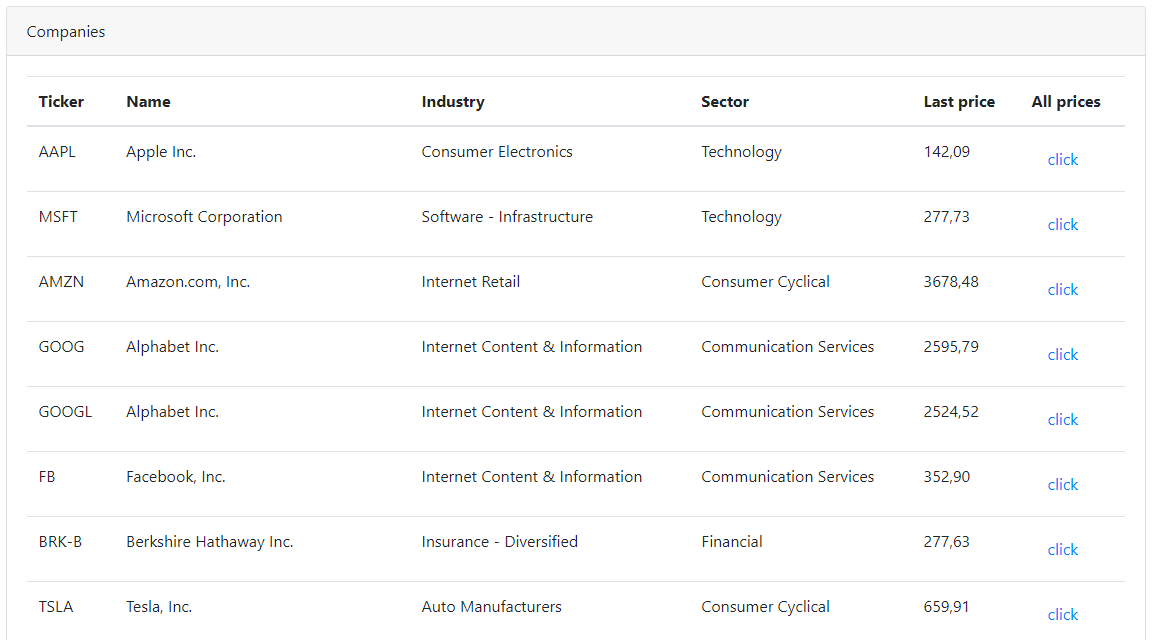 Companies
Ticker Name Industry Sector Last price All prices
AAPL Apple Inc. Consumer Electronics Technology 142,09 click
MSFT Microsoft Corporation Software - Infrastructure Technology 277,73 click
AMZN Amazon.com, Inc. Internet Retail Consumer Cyclical 3678,48 click
GOOG Alphabet Inc. Internet Content & Information Communication Services 2595,79 click
GOOGL Alphabet Inc. Internet Content & Information Communication Services 2524,52 click
FB Facebook, Inc. Internet Content & Information Communication Services 352,90 click
BRK-B Berkshire Hathaway Inc. Insurance - Diversified Financial 277,63 click
TSLA Tesla, Inc. Auto Manufacturers Consumer Cyclical 659,91 click